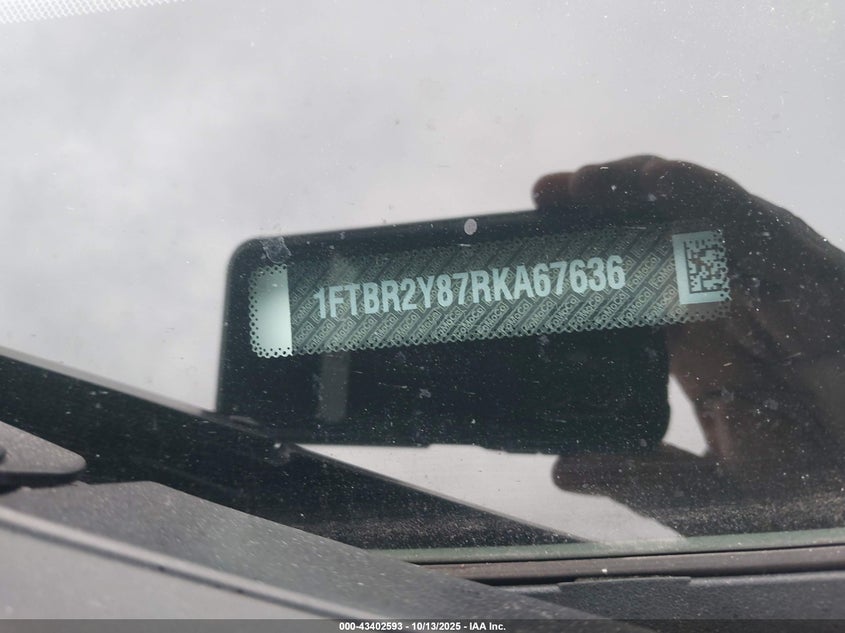 1FTBR2Y87RKA67636
000-43402593 - 10/13/2025 - IAA Inc.